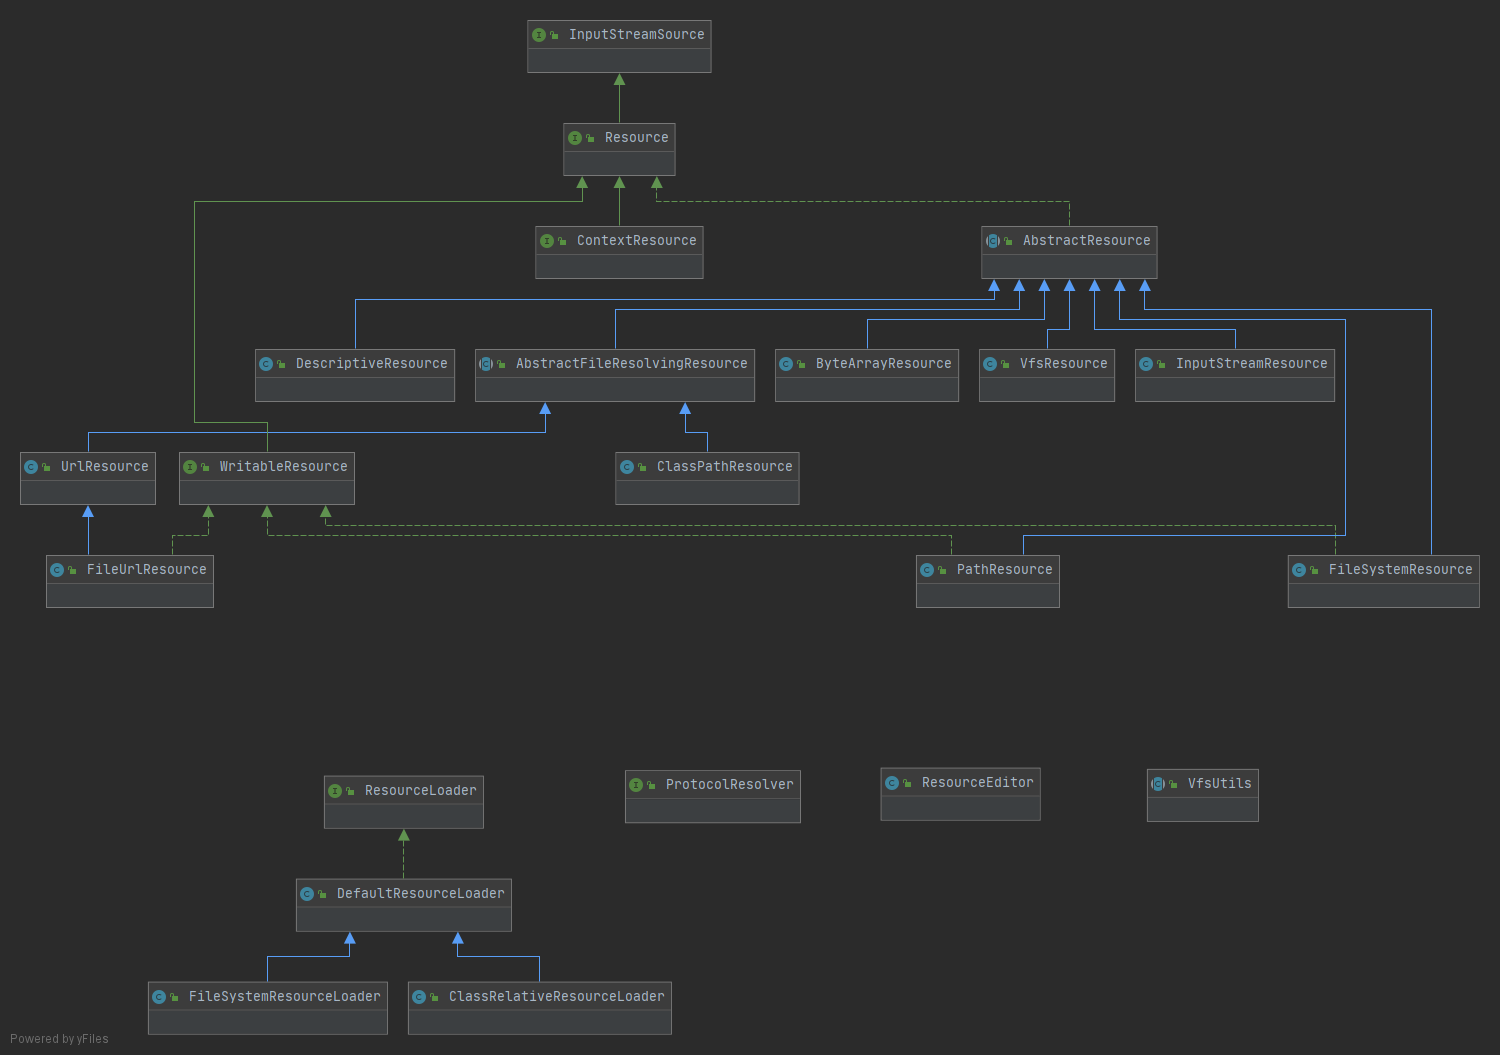 InputStreamSource
Resource
ContextResource
AbstractResource
DescriptiveResource
AbstractFileResolvingResource
ByteArrayResource
VfsResource
InputStreamResource
UrlResource
WritableResource
ClassPathResource
FileUrlResource
PathResource
FileSystemResource
ResourceLoader
ProtocolResolver
ResourceEditor
VfsUtils
DefaultResourceLoader
FileSystemResourceLoader
ClassRelativeResourceLoader
Powered by yFiles